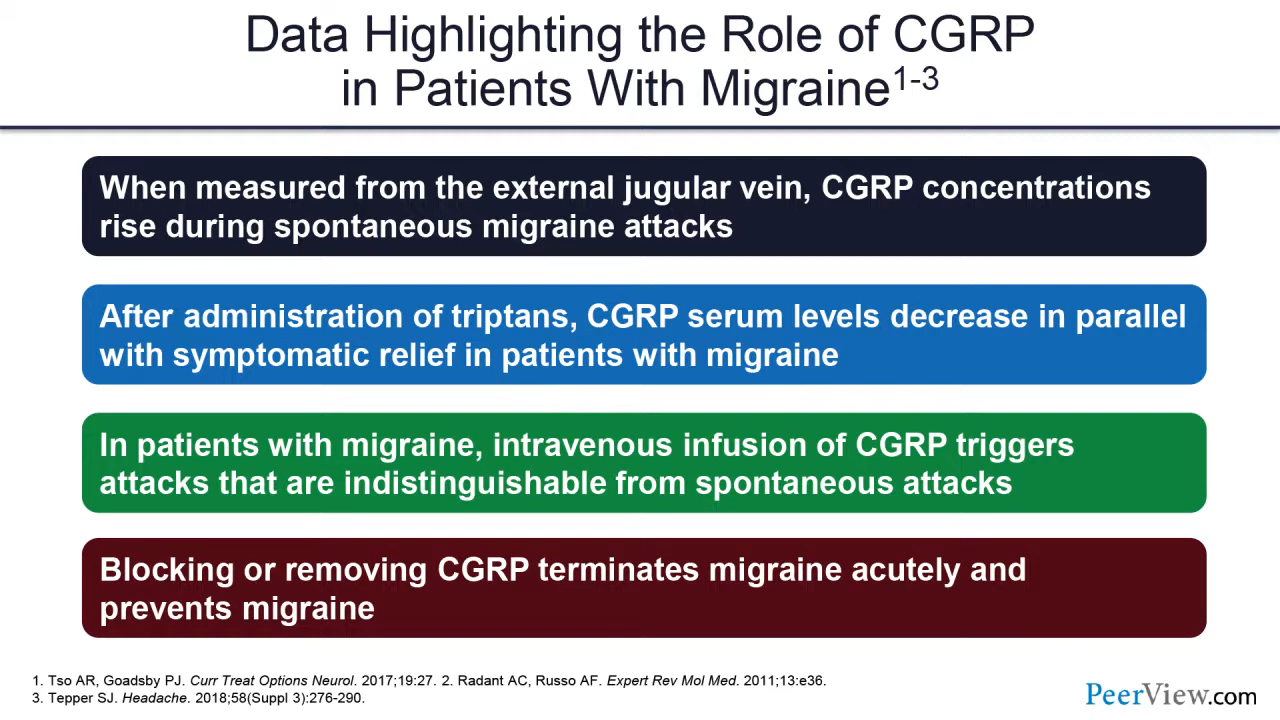 Data Highlighting the Role of CGRP
in Patients With Migraine1-3
When measured from the external jugular vein, CGRP concentrations
rise during spontaneous migraine attacks
After administration of triptans, CGRP serum levels decrease in parallel
with symptomatic relief in patients with migraine
In patients with migraine, intravenous infusion of CGRP triggers
attacks that are indistinguishable from spontaneous attacks
Blocking or removing CGRP terminates migraine acutely and
prevents migraine
1. Tso AR, Goadsby PJ. Curr Treat Options Neurol. 2017;19:27. 2. Radant AC, Russo AF. Expert Rev Mol Med. 2011;13:e36.
3. Tepper SJ. Headache. 2018;58(Suppl 3):276-290.
PeerView.com